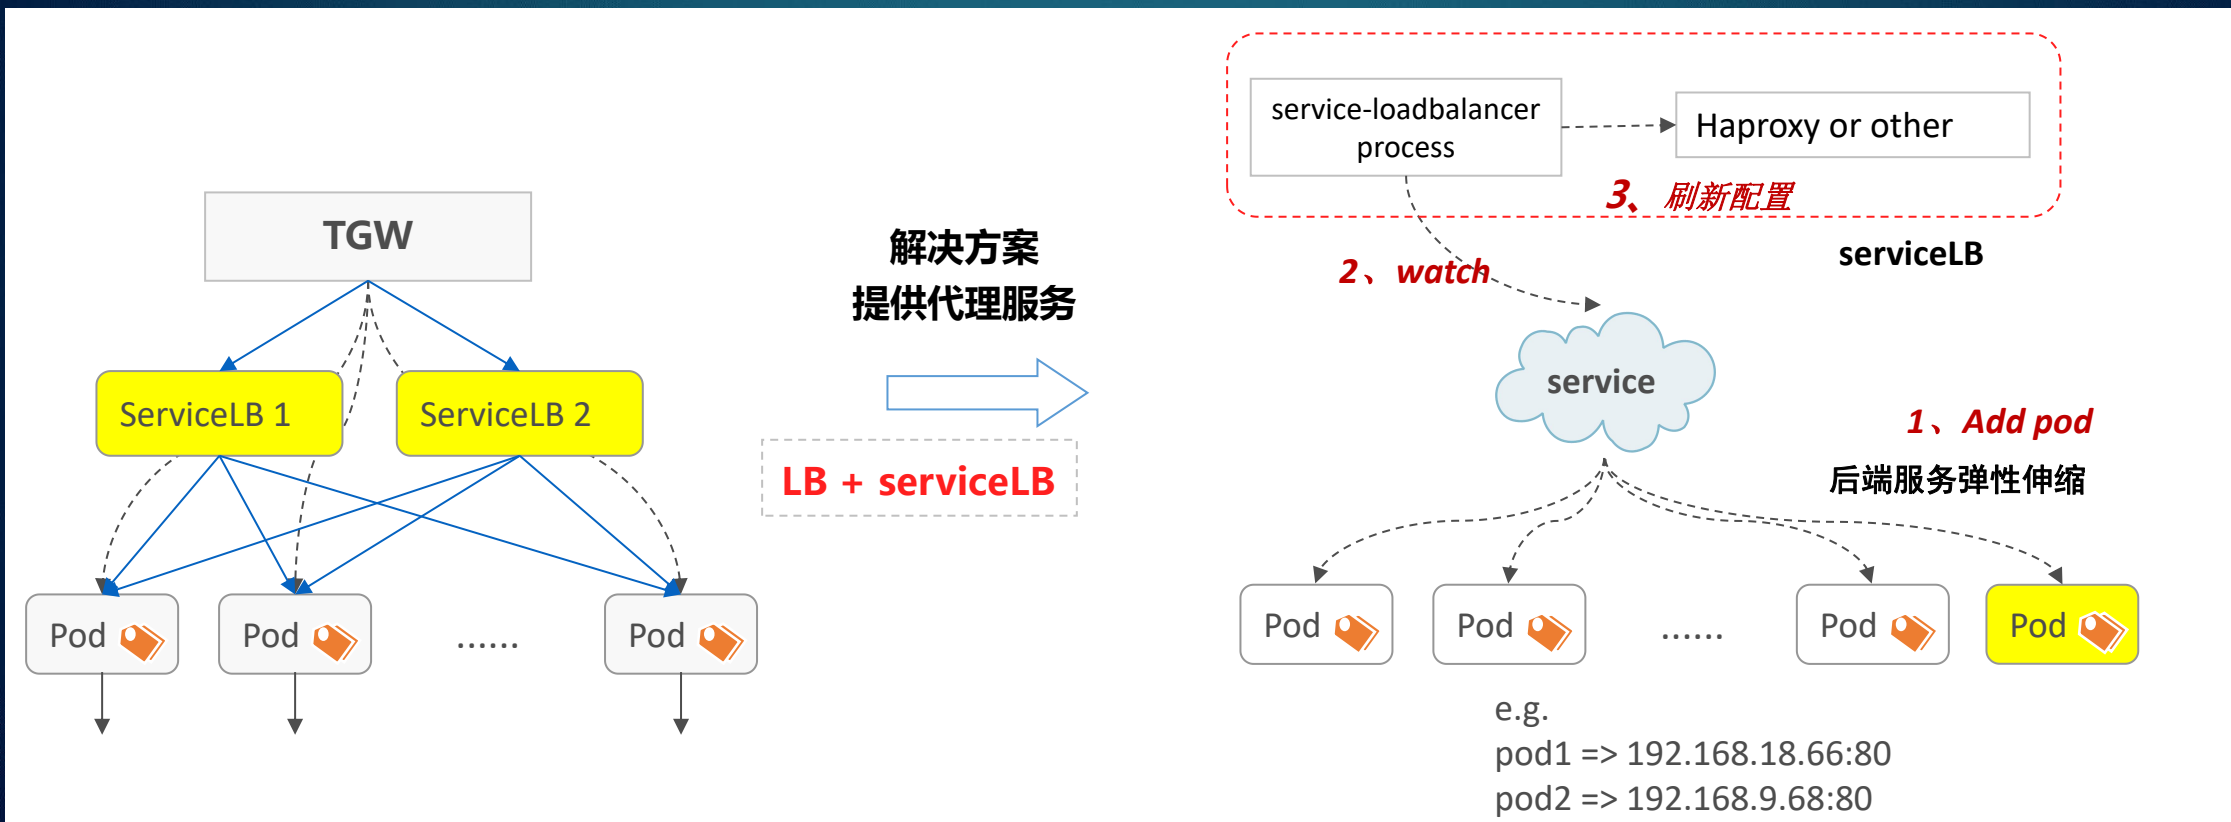 TGW
ServiceLB 1
ServiceLB 2
Pod
Pod
......
Pod
解决方案
提供代理服务
LB + serviceLB
service-loadbalancer
process
Haproxy or other
3、刷新配置
serviceLB
2、watch
service
1、Add pod
后端服务弹性伸缩
Pod
Pod
......
Pod
Pod
e.g.
pod1 => 192.168.18.66:80
pod2 => 192.168.9.68:80